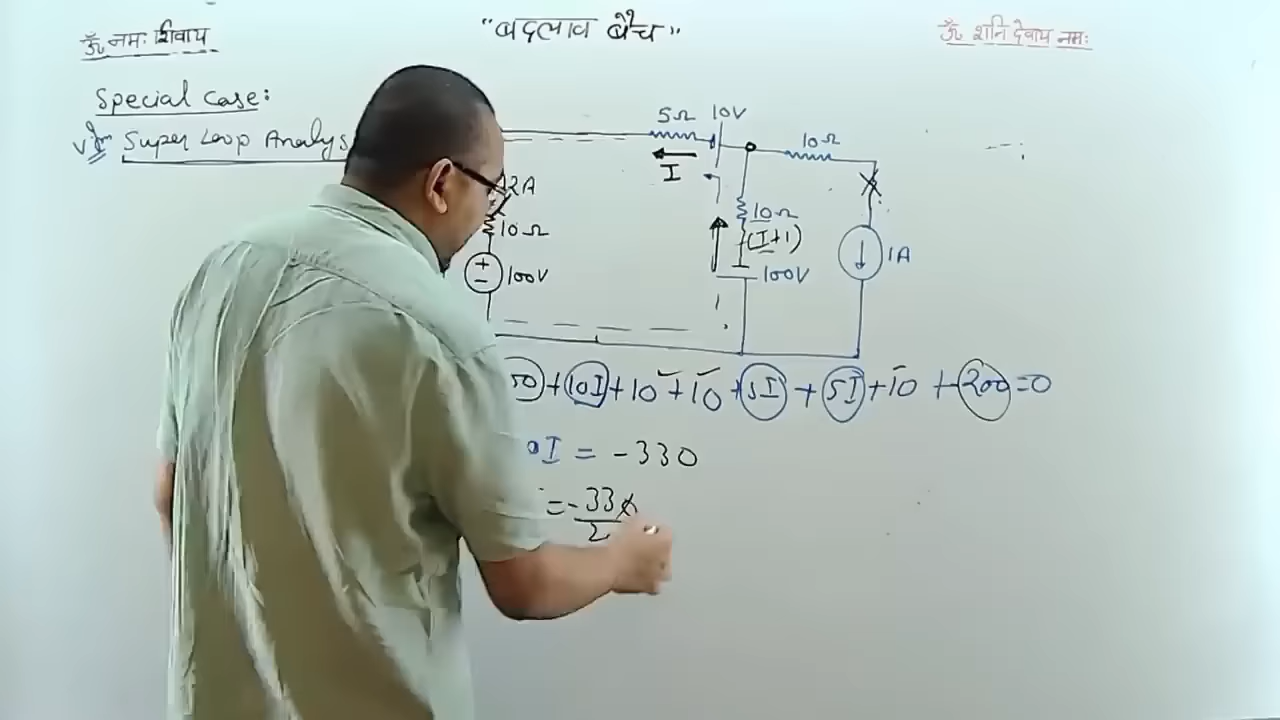 ॐ नमः शिवाय
"बदलाव बैच"
ॐ शनि देवाय नमः
Special Case:
Super Loop Analys
5Ω 10V
10Ω
I
2A
10Ω
100V
10Ω
(I+1)
100V
1A
+10I+10+10+5I+5I+10+200=0
I = -330
=-330
2